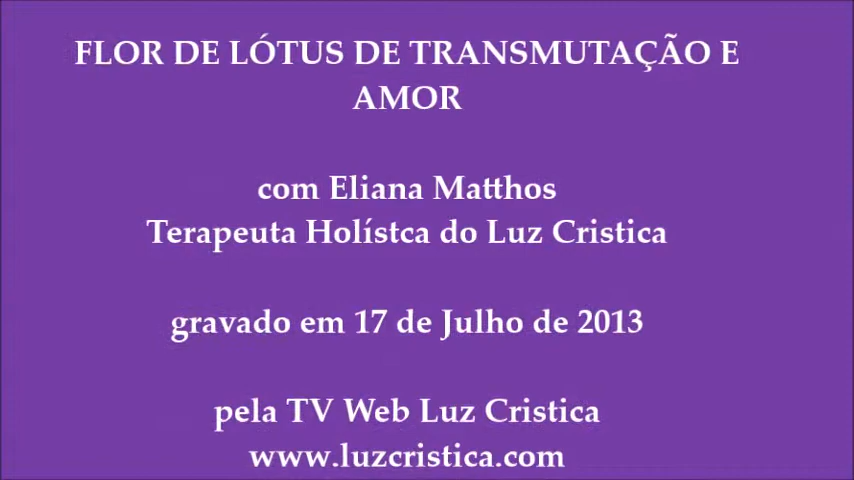 FLOR DE LÓTUS DE TRANSMUTAÇÃO E
AMOR
com Eliana Matthos
Terapeuta Holístca do Luz Cristica
gravado em 17 de Julho de 2013
pela TV Web Luz Cristica
www.luzcristica.com